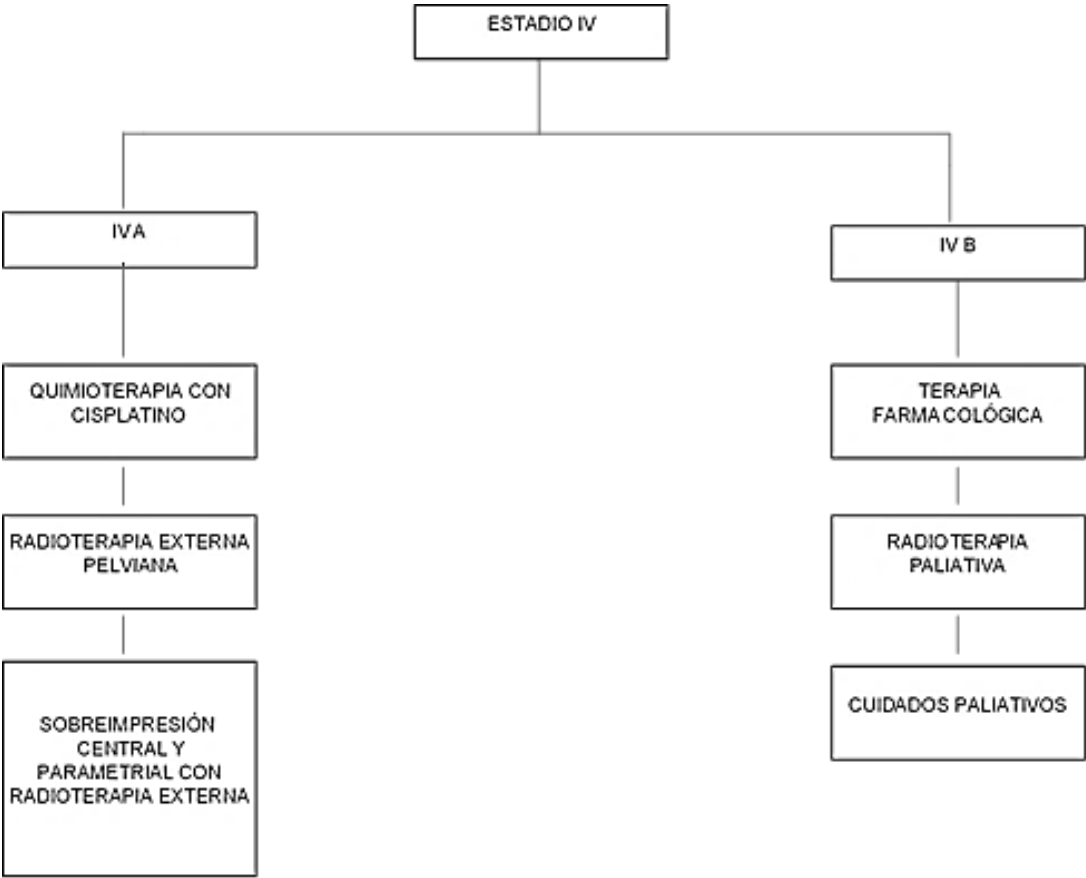 ESTADIO IV
IV A
QUIMIOTERAPIA CON
CISPLATINO
RADIOTERAPIA EXTERNA
PELVIANA
SOBREIMPRESIÓN
CENTRAL Y
PARAMETRIAL CON
RADIOTERAPIA EXTERNA
IV B
TERAPIA
FARMACOLÓGICA
RADIOTERAPIA
PALIATIVA
CUIDADOS PALIATIVOS